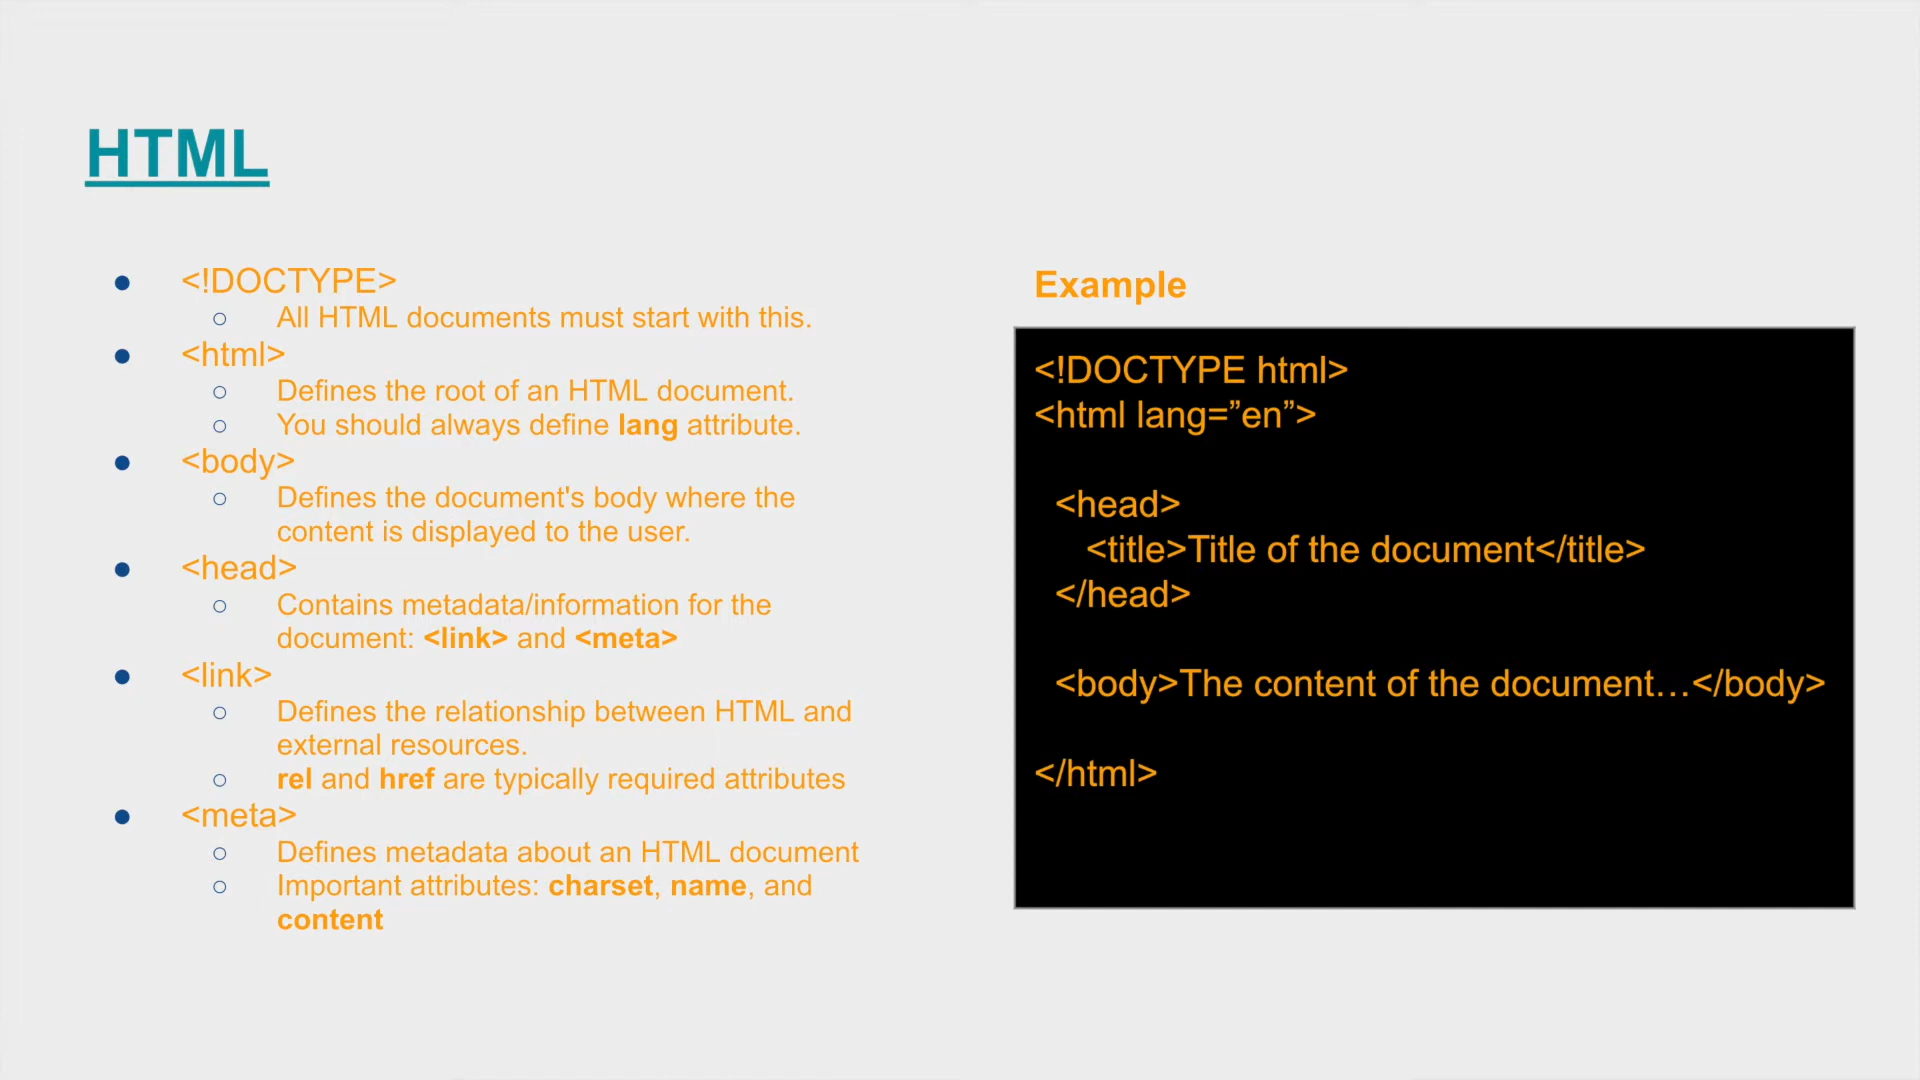 HTML
● <!DOCTYPE>
○ All HTML documents must start with this.
● <html>
○ Defines the root of an HTML document.
○ You should always define lang attribute.
● <body>
○ Defines the document's body where the
content is displayed to the user.
● <head>
○ Contains metadata/information for the
document: <link> and <meta>
● <link>
○ Defines the relationship between HTML and
external resources.
○ rel and href are typically required attributes
● <meta>
○ Defines metadata about an HTML document
○ Important attributes: charset, name, and
content
Example
<!DOCTYPE html>
<html lang=”en”>
<head>
<title>Title of the document</title>
</head>
<body>The content of the document…</body>
</html>